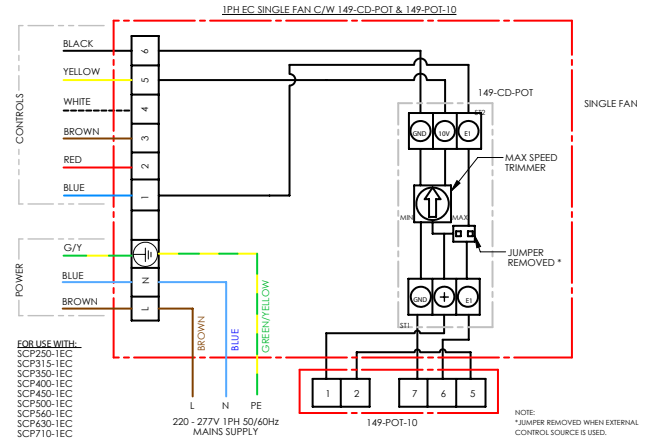 1PH EC SINGLE FAN C/W 149-CD-POT & 149-POT-10
CONTROLS
BLACK
YELLOW
WHITE
BROWN
RED
BLUE
6
5
4
3
2
1
POWER
G/Y
BLUE
BROWN
N
L
149-CD-POT
ST2
GND
10V
E1
SINGLE FAN
MAX SPEED
TRIMMER
MIN
MAX
JUMPER
REMOVED *
GND
+
E1
ST1
BROWN
BLUE
GREEN/YELLOW
L
N
PE
220 - 277V 1PH 50/60Hz
MAINS SUPPLY
1
2
7
6
5
149-POT-10
FOR USE WITH:
SCP250-1EC
SCP315-1EC
SCP350-1EC
SCP400-1EC
SCP450-1EC
SCP500-1EC
SCP560-1EC
SCP630-1EC
SCP710-1EC
NOTE:
*JUMPER REMOVED WHEN EXTERNAL
CONTROL SOURCE IS USED.